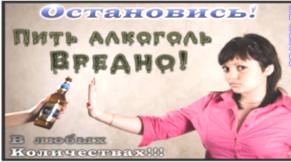 Остановись!
Пить алкоголь
Вредно!
В любых
Количествах!!!